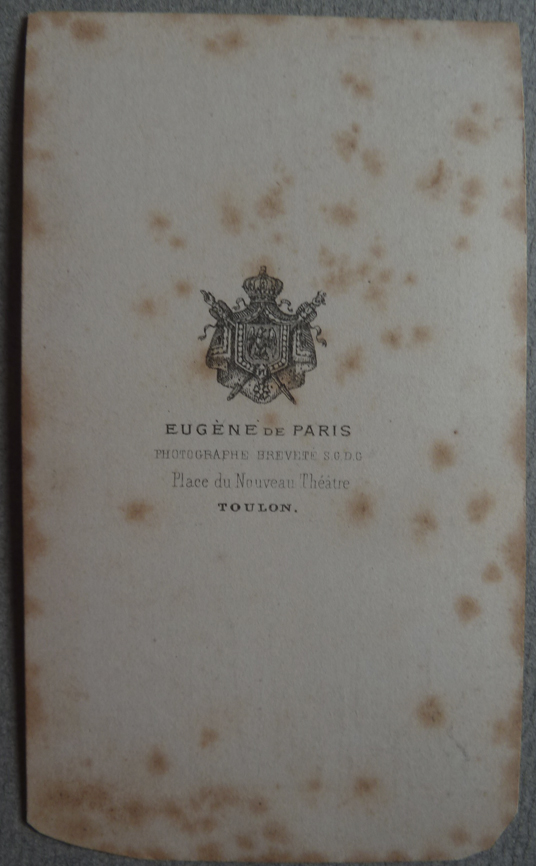 EUGÈNE DE PARIS
PHOTOGRAPHE BREVETÉ S.G.D.G
Place du Nouveau Théâtre
TOULON.